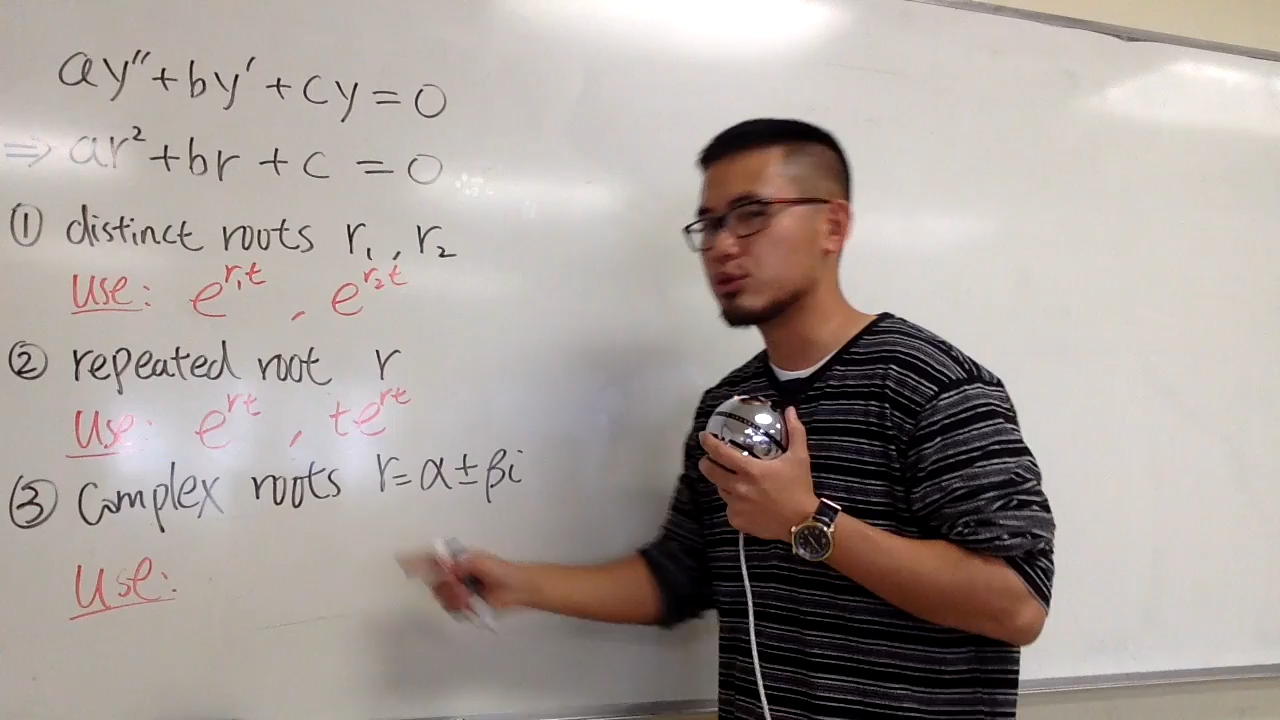 ay″+by′+cy=0
⇒ar²+br+c=0
① distinct roots r₁, r₂
Use: e^{r₁t}, e^{r₂t}
② repeated root r
Use: e^{rt}, te^{rt}
③ Complex roots r=α±βi
Use: